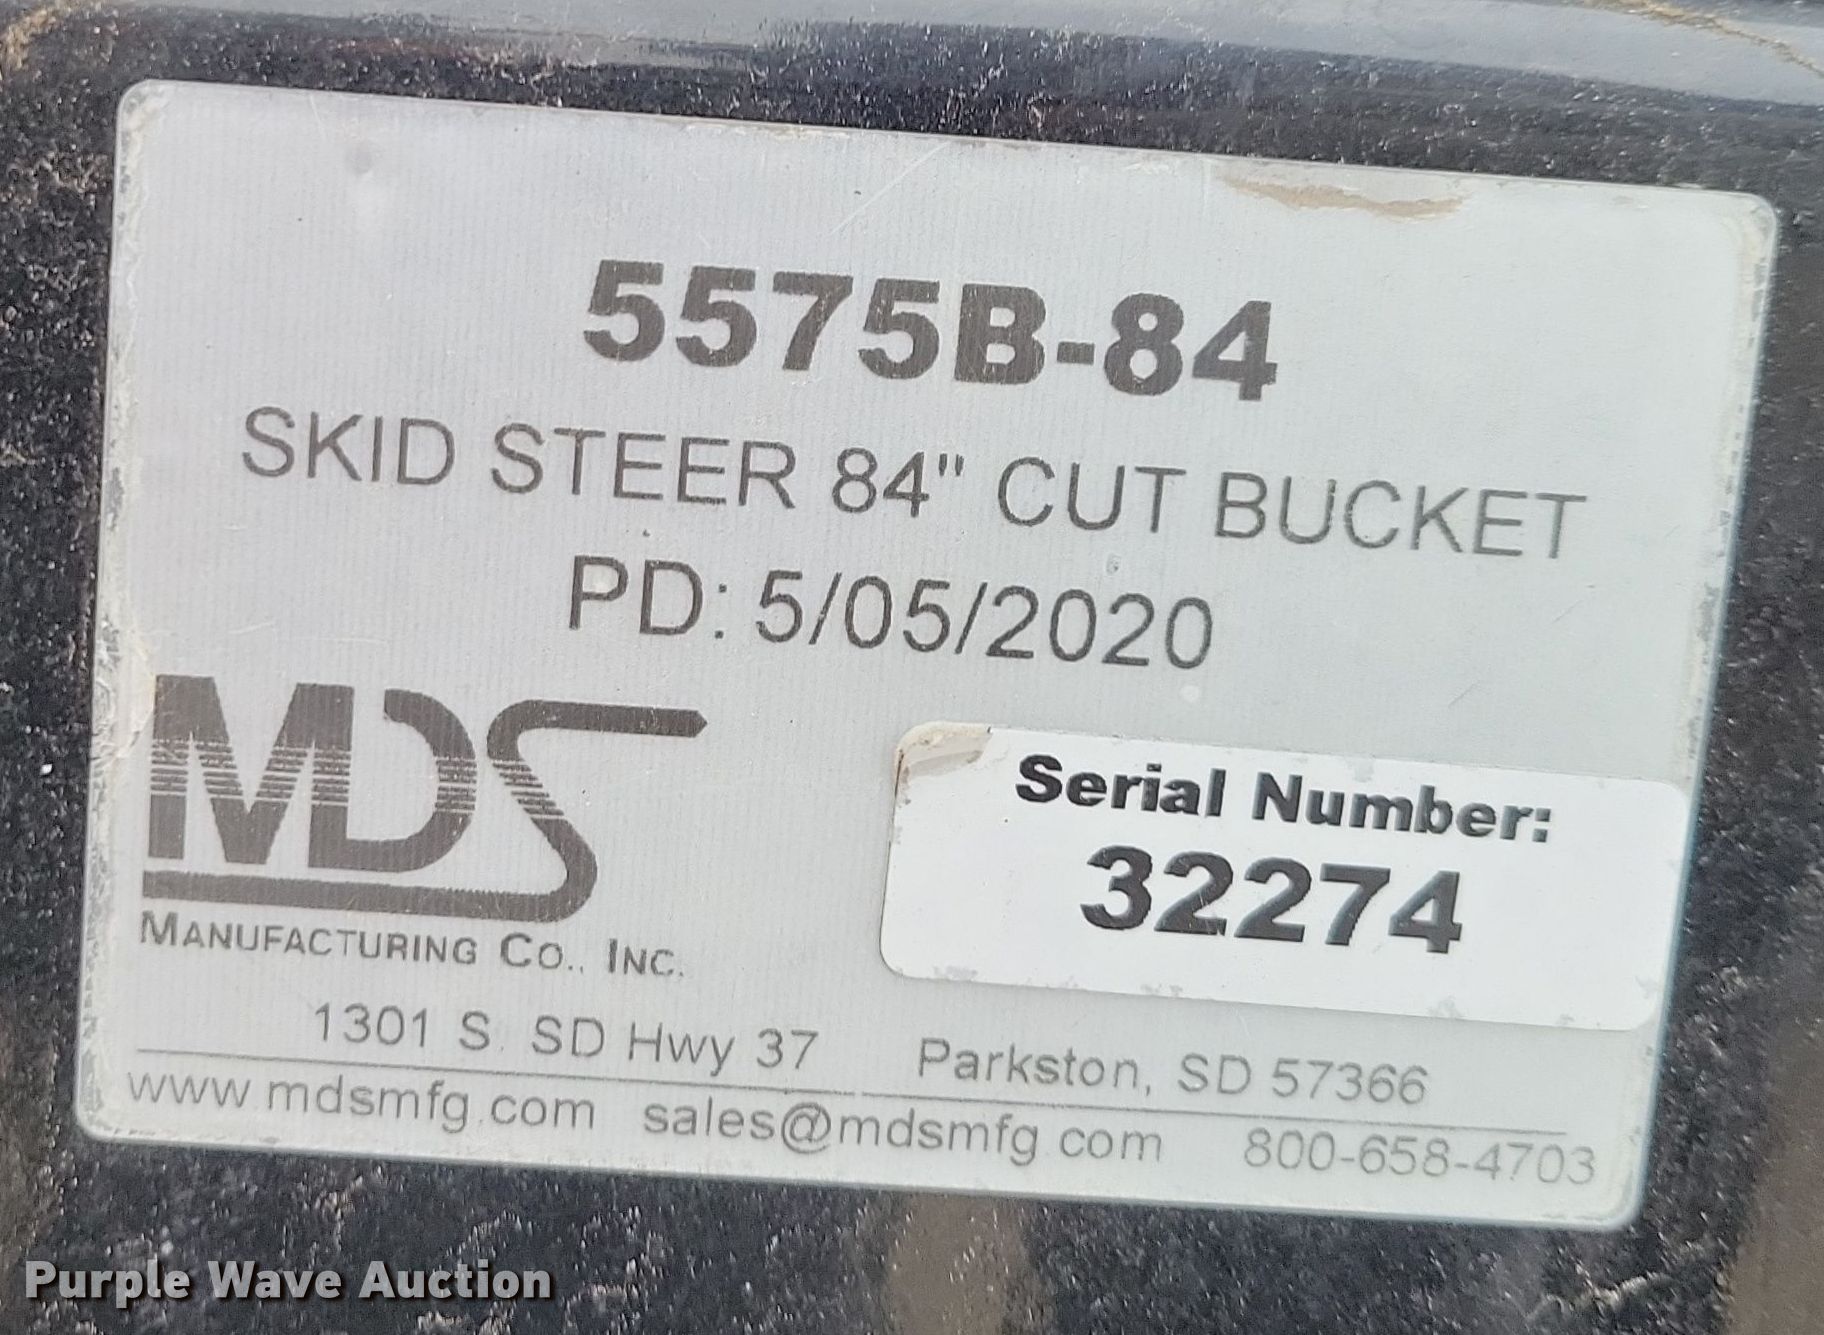 5575B-84
SKID STEER 84" CUT BUCKET
PD: 5/05/2020
MDS
MANUFACTURING CO., INC.
Serial Number:
32274
1301 S. SD Hwy 37 Parkston, SD 57366
www.mdsmfg.com sales@mdsmfg.com 800-658-4703
Purple Wave Auction